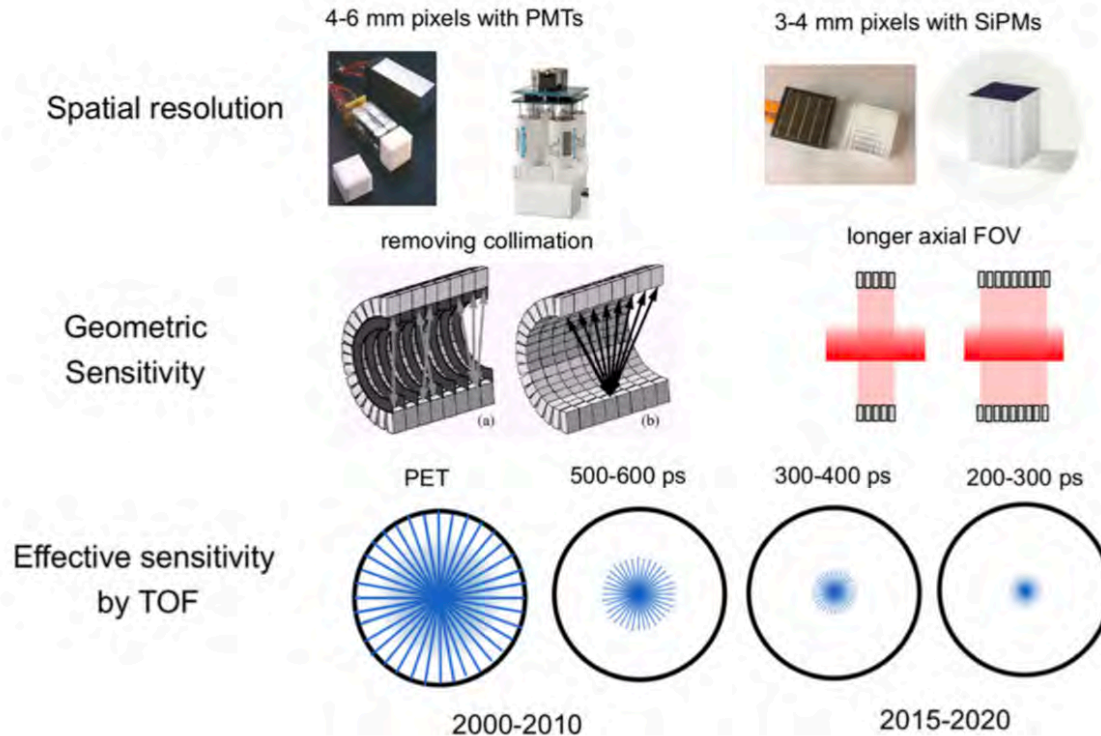 4-6 mm pixels with PMTs
3-4 mm pixels with SiPMs
Spatial resolution
removing collimation
longer axial FOV
Geometric
Sensitivity
(a)
(b)
PET
500-600 ps
300-400 ps
200-300 ps
Effective sensitivity
by TOF
2000-2010
2015-2020